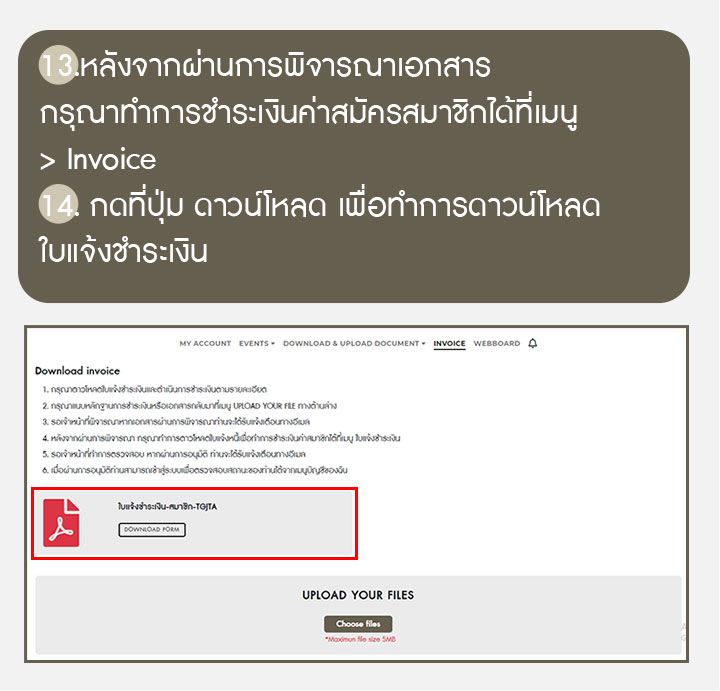 13.หลังจากผ่านการพิจารณาเอกสาร
กรุณาทำการชำระเงินค่าสมัครสมาชิกได้ที่เมนู
> Invoice
14. กดที่ปุ่ม ดาวน์โหลด เพื่อทำการดาวน์โหลด
ใบแจ้งชำระเงิน
MY ACCOUNT EVENTS DOWNLOAD & UPLOAD DOCUMENT INVOICE WEBBOARD
Download invoice
1. กรุณาดาวโหลดใบแจ้งชำระเงินและดำเนินการชำระเงินตามรายละเอียด
2. กรุณาแนบหลักฐานการชำระเงินหรือเอกสารกลับมาที่เมนู UPLOAD YOUR FILE ทางด้านล่าง
3. รอเจ้าหน้าที่พิจารณาหากเอกสารผ่านการพิจารณาท่านจะได้รับแจ้งเตือนทางอีเมล
4. หลังจากผ่านการพิจารณา กรุณาทำการดาวโหลดใบแจ้งหนี้เพื่อทำการชำระเงินค่าสมาชิกได้ที่เมนู ใบแจ้งชำระเงิน
5. รอเจ้าหน้าที่ทำการตรวจสอบ หากผ่านการอนุมัติ ท่านจะได้รับแจ้งเตือนทางอีเมล
6. เมื่อผ่านการอนุมัติท่านสามารถเข้าสู่ระบบเพื่อตรวจสอบสถานะของท่านได้จากเมนูบัญชีของฉัน
ใบแจ้งชำระเงิน-สมาชิก-TGJTA
DOWNLOAD FORM
UPLOAD YOUR FILES
Choose files
*Maximun file size 5MB